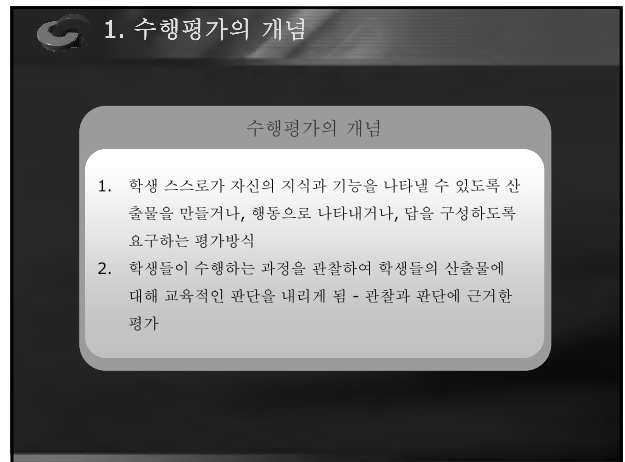 1. 수행평가의 개념
수행평가의 개념
1. 학생 스스로가 자신의 지식과 기능을 나타낼 수 있도록 산
출물을 만들거나, 행동으로 나타내거나, 답을 구성하도록
요구하는 평가방식
2. 학생들이 수행하는 과정을 관찰하여 학생들의 산출물에
대해 교육적인 판단을 내리게 됨 - 관찰과 판단에 근거한
평가